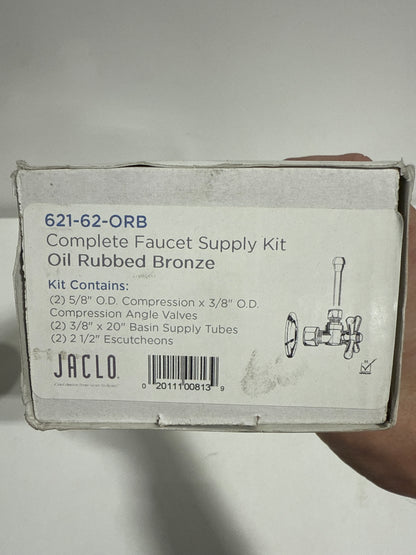 621-62-ORB
Complete Faucet Supply Kit
Oil Rubbed Bronze
Kit Contains:
(2) 5/8" O.D. Compression x 3/8" O.D.
Compression Angle Valves
(2) 3/8" x 20" Basin Supply Tubes
(2) 2 1/2" Escutcheons
JACLO
0 20111 00813 9